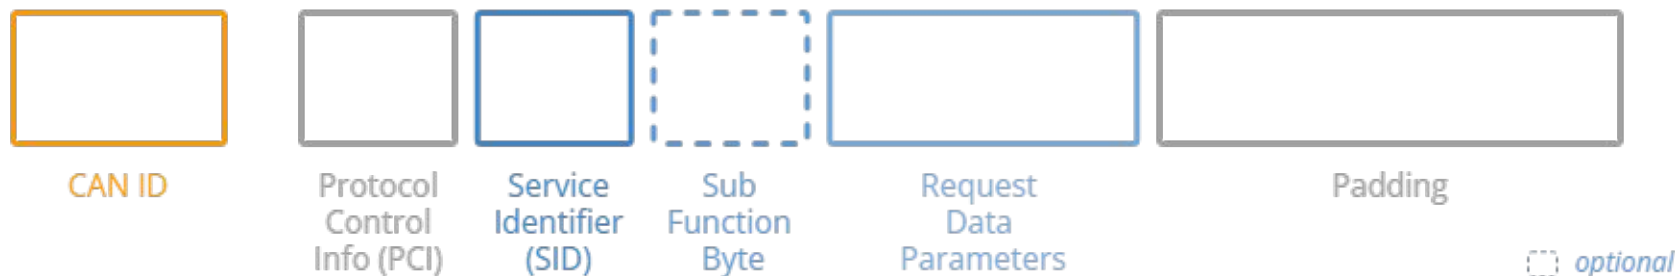 CAN ID
Protocol
Control
Info (PCI)
Service
Identifier
(SID)
Sub
Function
Byte
Request
Data
Parameters
Padding
optional